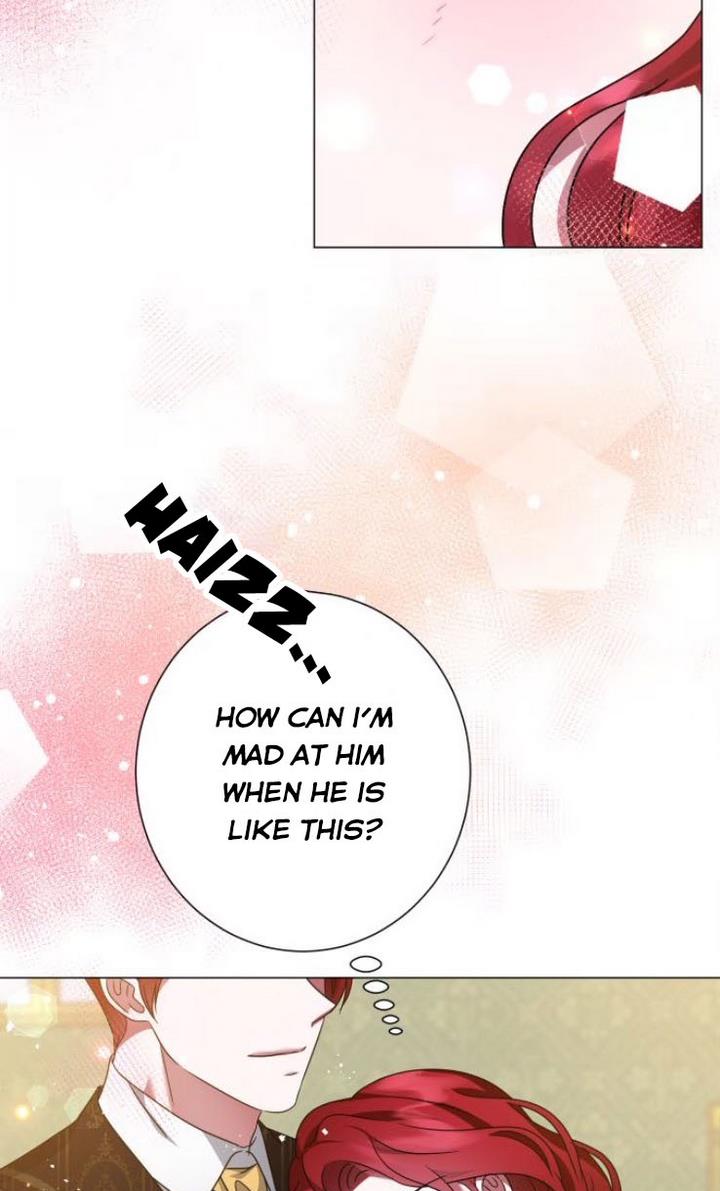 HAIZZ...
HOW CAN I'M
MAD AT HIM
WHEN HE IS
LIKE THIS?